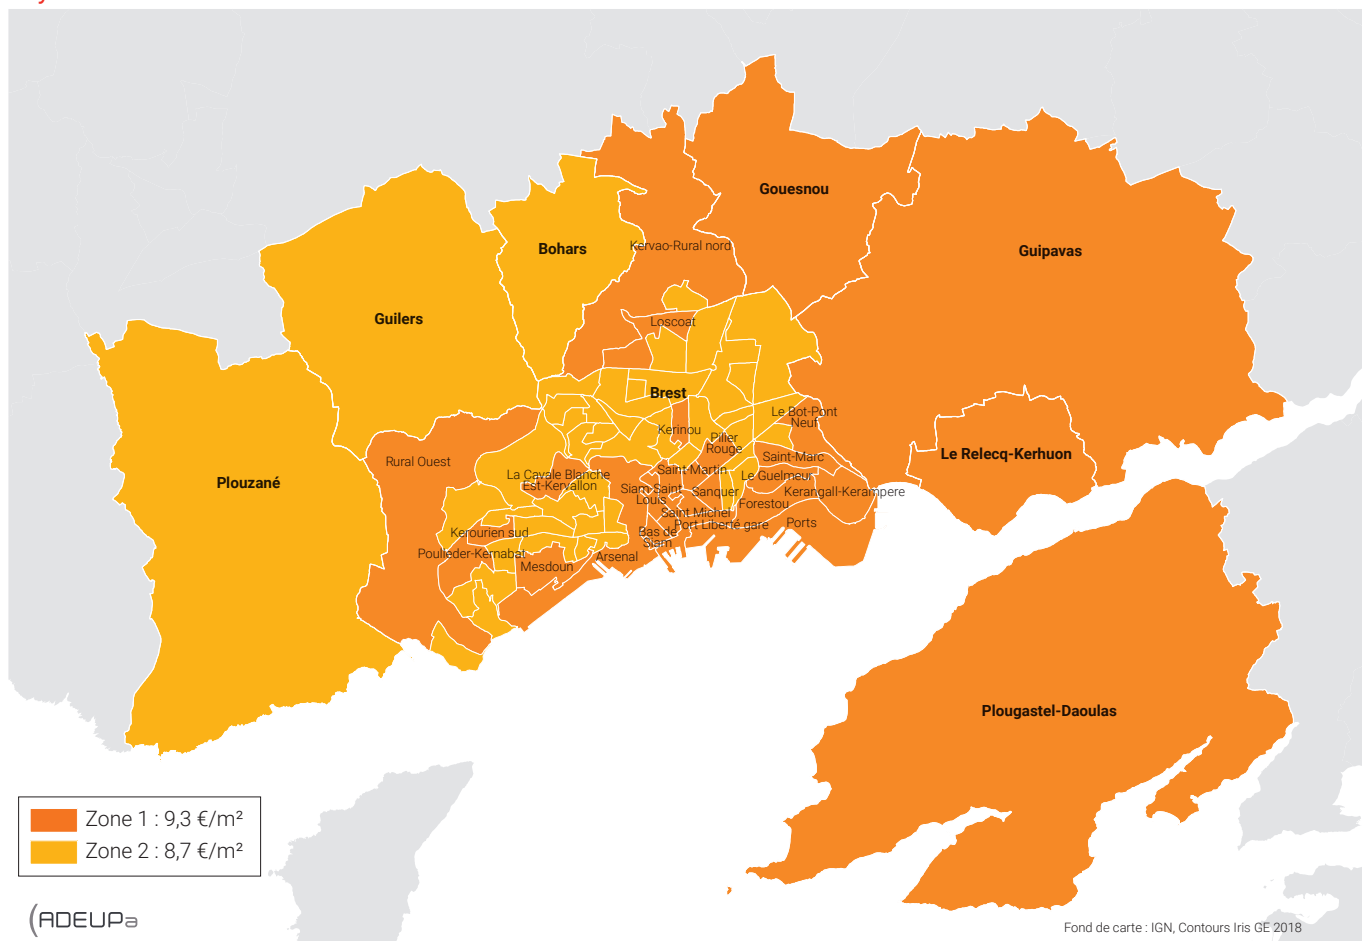 Gouesnou
Kervao-Rural nord
Bohars
Guipavas
Guilers
Loscoat
Brest
Le Bot-Pont
Neuf
Kerinou
Pilier
Rouge
Le Relecq-Kerhuon
Rural Ouest
Saint-Marc
Saint-Martin
La Cavale Blanche
Le Guelmeur
Plouzané
Est-Kervallon
Siam-Saint
Louis
Sanquer
Kerangall-Kerampere
Forestou
Saint Michel
Port Liberté gare
Ports
Kerourien sud
Bas de
Siam
Poulleder-Kernabat
Arsenal
Mesdoun
Plougastel-Daoulas
Zone 1 : 9,3 €/m²
Zone 2 : 8,7 €/m²
ADEUPa
Fond de carte : IGN, Contours Iris GE 2018